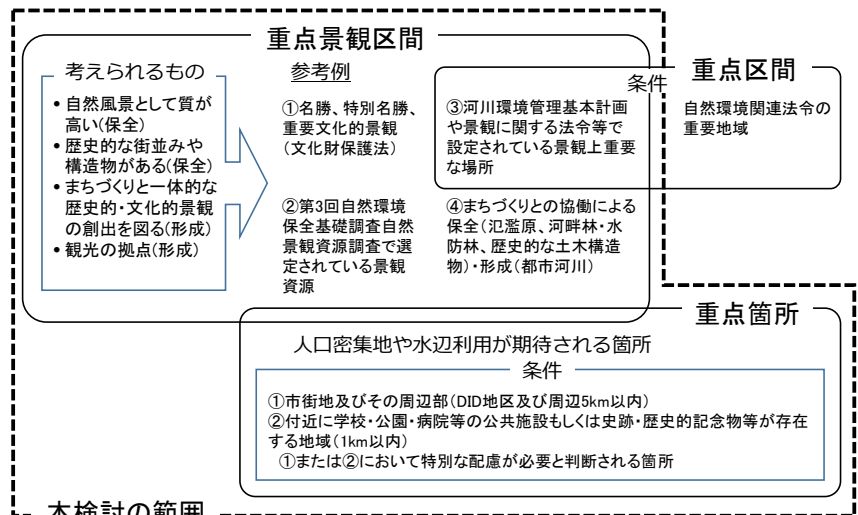 重点景観区間
考えられるもの
• 自然風景として質が
高い(保全)
• 歴史的な街並みや
構造物がある(保全)
• まちづくりと一体的な
歴史的・文化的景観
の創出を図る(形成)
• 観光の拠点(形成)
参考例
①名勝、特別名勝、
重要文化的景観
(文化財保護法)
②第3回自然環境
保全基礎調査自然
景観資源調査で選
定されている景観
資源
条件
③河川環境管理基本計画
や景観に関する法令等で
設定されている景観上重要
な場所
④まちづくりとの協働による
保全(氾濫原、河畔林・水
防林、歴史的な土木構造
物)・形成(都市河川)
重点区間
自然環境関連法令の
重要地域
重点箇所
人口密集地や水辺利用が期待される箇所
条件
①市街地及びその周辺部(DID地区及び周辺5km以内)
②付近に学校・公園・病院等の公共施設もしくは史跡・歴史的記念物等が存在
する地域(1km以内)
①または②において特別な配慮が必要と判断される箇所
本検討の範囲